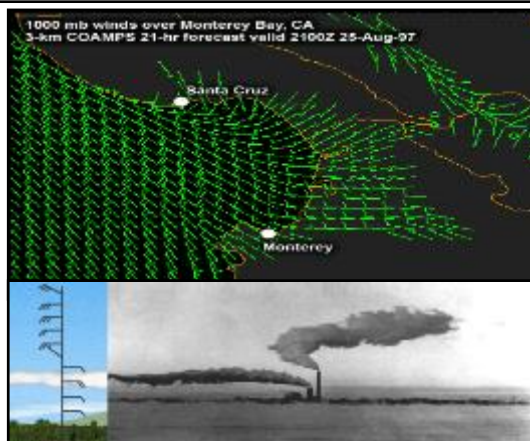 1000 mb winds over Monterey Bay, CA
3-km COAMPS 21-hr forecast valid 2100Z 25-Aug-97
Santa Cruz
Monterey